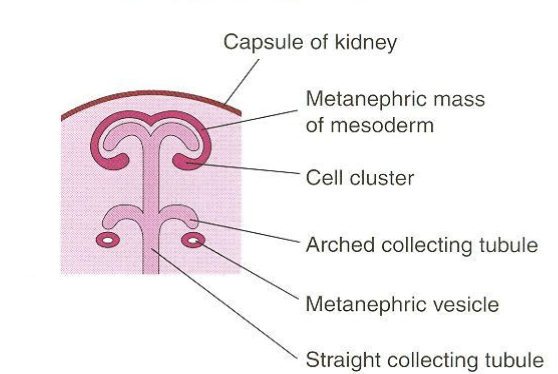 Capsule of kidney
Metanephric mass
of mesoderm
Cell cluster
Arched collecting tubule
Metanephric vesicle
Straight collecting tubule